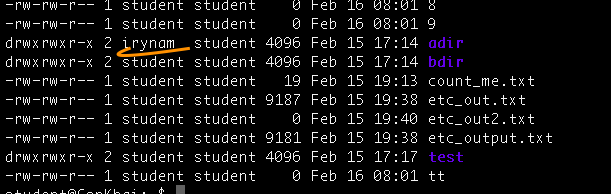 -rw-rw-r-- 1 student student    0 Feb 16 08:01 8
-rw-rw-r-- 1 student student    0 Feb 16 08:01 9
drwxrwxr-x 2 irynam  student 4096 Feb 15 17:14 adir
drwxrwxr-x 2 student student 4096 Feb 15 17:14 bdir
-rw-rw-r-- 1 student student   19 Feb 15 19:13 count_me.txt
-rw-rw-r-- 1 student student 9187 Feb 15 19:38 etc_out.txt
-rw-rw-r-- 1 student student    0 Feb 15 19:40 etc_out2.txt
-rw-rw-r-- 1 student student 9181 Feb 15 19:38 etc_output.txt
drwxrwxr-x 2 student student 4096 Feb 15 17:17 test
-rw-rw-r-- 1 student student    0 Feb 16 08:01 tt